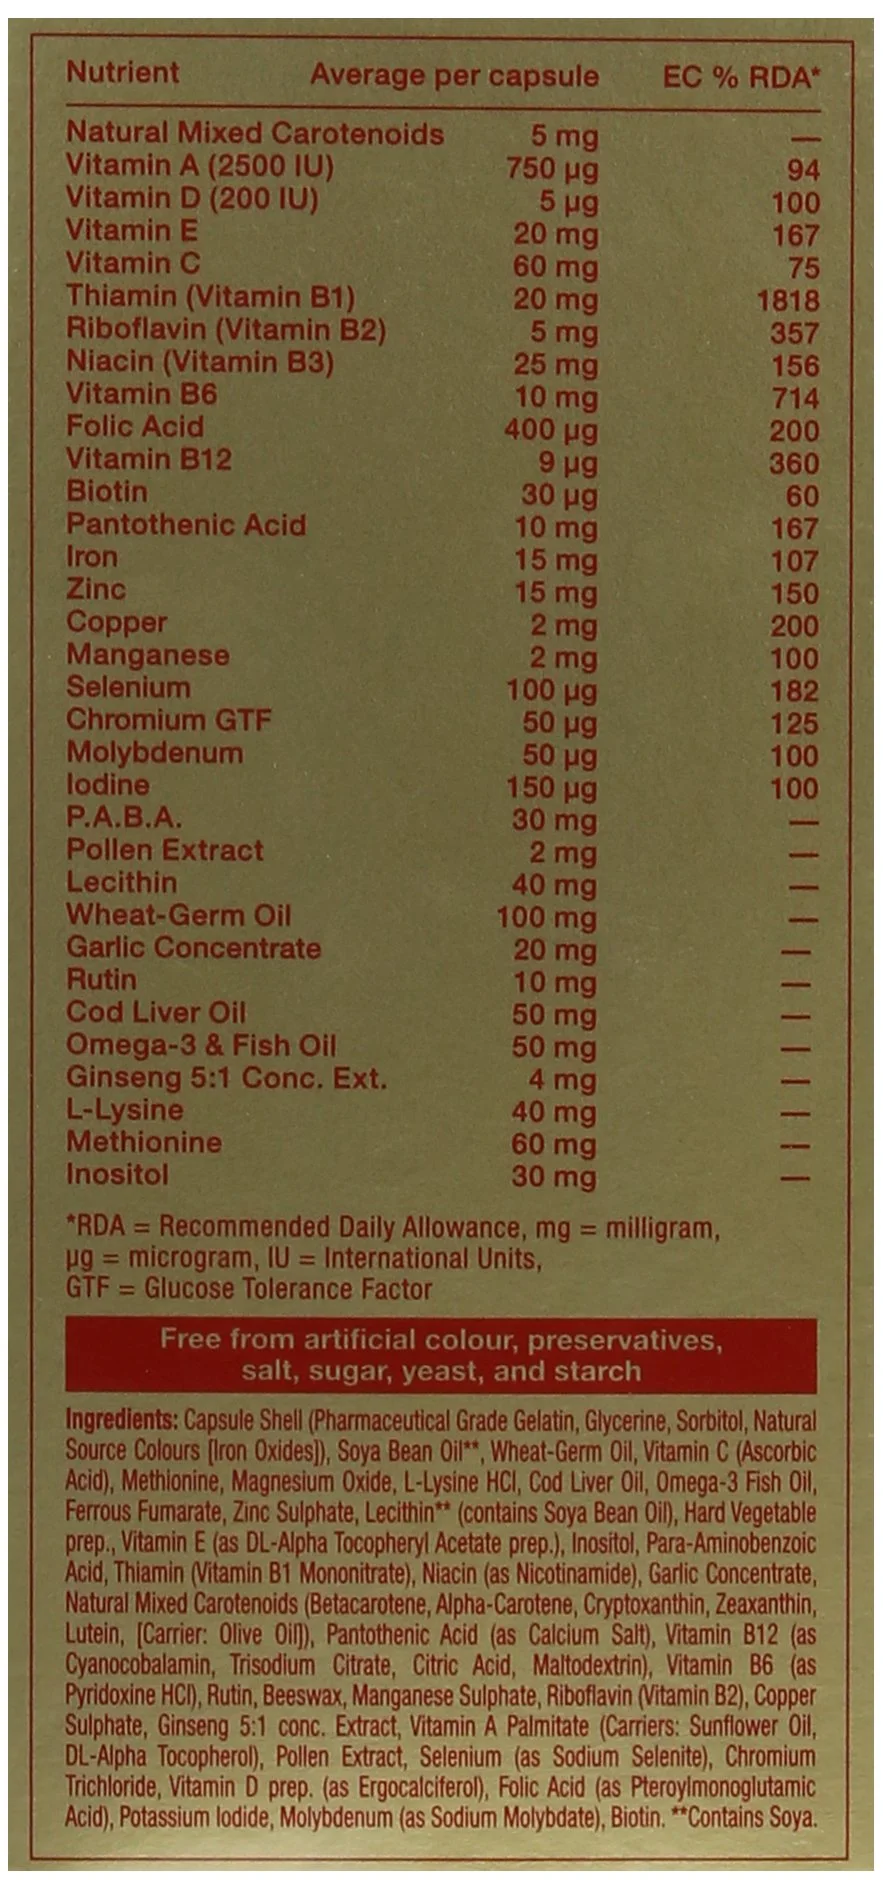 Nutrient Average per capsule EC % RDA*
Natural Mixed Carotenoids 5 mg —
Vitamin A (2500 IU) 750 µg 94
Vitamin D (200 IU) 5 µg 100
Vitamin E 20 mg 167
Vitamin C 60 mg 75
Thiamin (Vitamin B1) 20 mg 1818
Riboflavin (Vitamin B2) 5 mg 357
Niacin (Vitamin B3) 25 mg 156
Vitamin B6 10 mg 714
Folic Acid 400 µg 200
Vitamin B12 9 µg 360
Biotin 30 µg 60
Pantothenic Acid 10 mg 167
Iron 15 mg 107
Zinc 15 mg 150
Copper 2 mg 200
Manganese 2 mg 100
Selenium 100 µg 182
Chromium GTF 50 µg 125
Molybdenum 50 µg 100
Iodine 150 µg 100
P.A.B.A. 30 mg —
Pollen Extract 2 mg —
Lecithin 40 mg —
Wheat-Germ Oil 100 mg —
Garlic Concentrate 20 mg —
Rutin 10 mg —
Cod Liver Oil 50 mg —
Omega-3 & Fish Oil 50 mg —
Ginseng 5:1 Conc. Ext. 4 mg —
L-Lysine 40 mg —
Methionine 60 mg —
Inositol 30 mg —
*RDA = Recommended Daily Allowance, mg = milligram,
µg = microgram, IU = International Units,
GTF = Glucose Tolerance Factor
Free from artificial colour, preservatives,
salt, sugar, yeast, and starch
Ingredients: Capsule Shell (Pharmaceutical Grade Gelatin, Glycerine, Sorbitol, Natural
Source Colours [Iron Oxides]), Soya Bean Oil**, Wheat-Germ Oil, Vitamin C (Ascorbic
Acid), Methionine, Magnesium Oxide, L-Lysine HCl, Cod Liver Oil, Omega-3 Fish Oil,
Ferrous Fumarate, Zinc Sulphate, Lecithin** (contains Soya Bean Oil), Hard Vegetable
prep., Vitamin E (as DL-Alpha Tocopheryl Acetate prep.), Inositol, Para-Aminobenzoic
Acid, Thiamin (Vitamin B1 Mononitrate), Niacin (as Nicotinamide), Garlic Concentrate,
Natural Mixed Carotenoids (Betacarotene, Alpha-Carotene, Cryptoxanthin, Zeaxanthin,
Lutein, [Carrier: Olive Oil]), Pantothenic Acid (as Calcium Salt), Vitamin B12 (as
Cyanocobalamin, Trisodium Citrate, Citric Acid, Maltodextrin), Vitamin B6 (as
Pyridoxine HCl), Rutin, Beeswax, Manganese Sulphate, Riboflavin (Vitamin B2), Copper
Sulphate, Ginseng 5:1 conc. Extract, Vitamin A Palmitate (Carriers: Sunflower Oil,
DL-Alpha Tocopherol), Pollen Extract, Selenium (as Sodium Selenite), Chromium
Trichloride, Vitamin D prep. (as Ergocalciferol), Folic Acid (as Pteroylmonoglutamic
Acid), Potassium Iodide, Molybdenum (as Sodium Molybdate), Biotin. **Contains Soya.